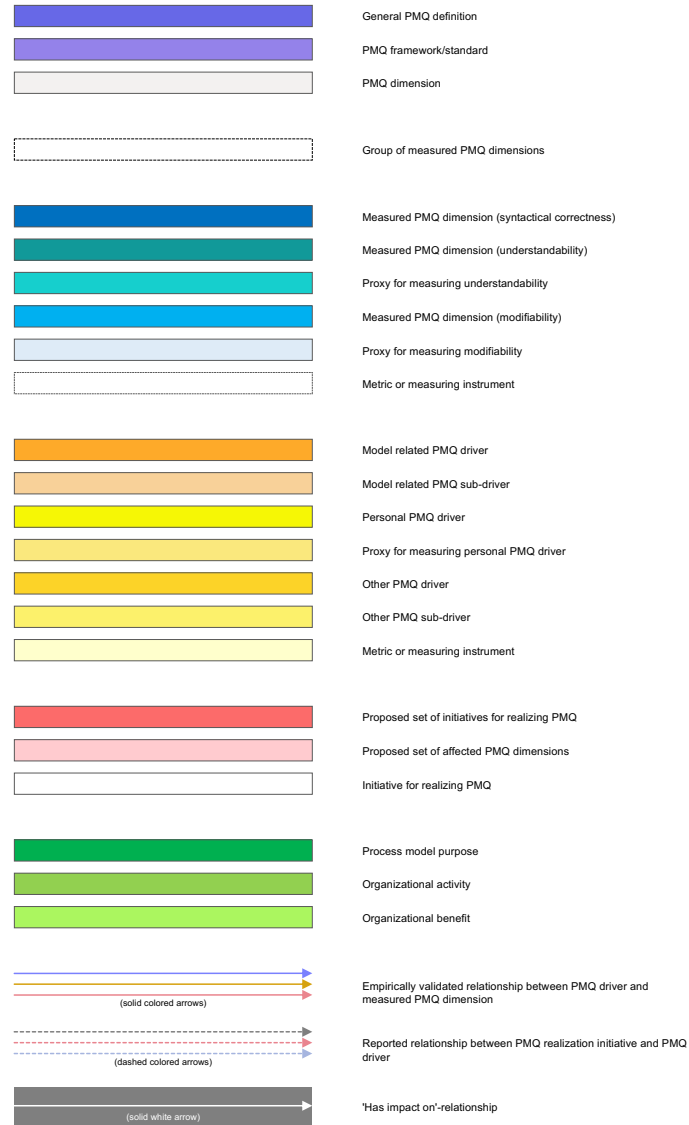 General PMQ definition
PMQ framework/standard
PMQ dimension
Group of measured PMQ dimensions
Measured PMQ dimension (syntactical correctness)
Measured PMQ dimension (understandability)
Proxy for measuring understandability
Measured PMQ dimension (modifiability)
Proxy for measuring modifiability
Metric or measuring instrument
Model related PMQ driver
Model related PMQ sub-driver
Personal PMQ driver
Proxy for measuring personal PMQ driver
Other PMQ driver
Other PMQ sub-driver
Metric or measuring instrument
Proposed set of initiatives for realizing PMQ
Proposed set of affected PMQ dimensions
Initiative for realizing PMQ
Process model purpose
Organizational activity
Organizational benefit
(solid colored arrows)
Empirically validated relationship between PMQ driver and
measured PMQ dimension
(dashed colored arrows)
Reported relationship between PMQ realization initiative and PMQ
driver
(solid white arrow)
'Has impact on'-relationship